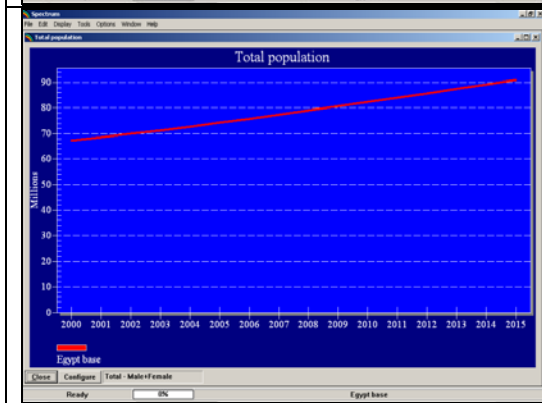 Spectrum
File Edit Display Tools Options Window Help
Total population
Total population
90
80
70
60
50
40
30
20
10
0
Millions
2000 2001 2002 2003 2004 2005 2006 2007 2008 2009 2010 2011 2012 2013 2014 2015
Egypt base
Close Configure Total - Male+Female
Ready 0% Egypt base